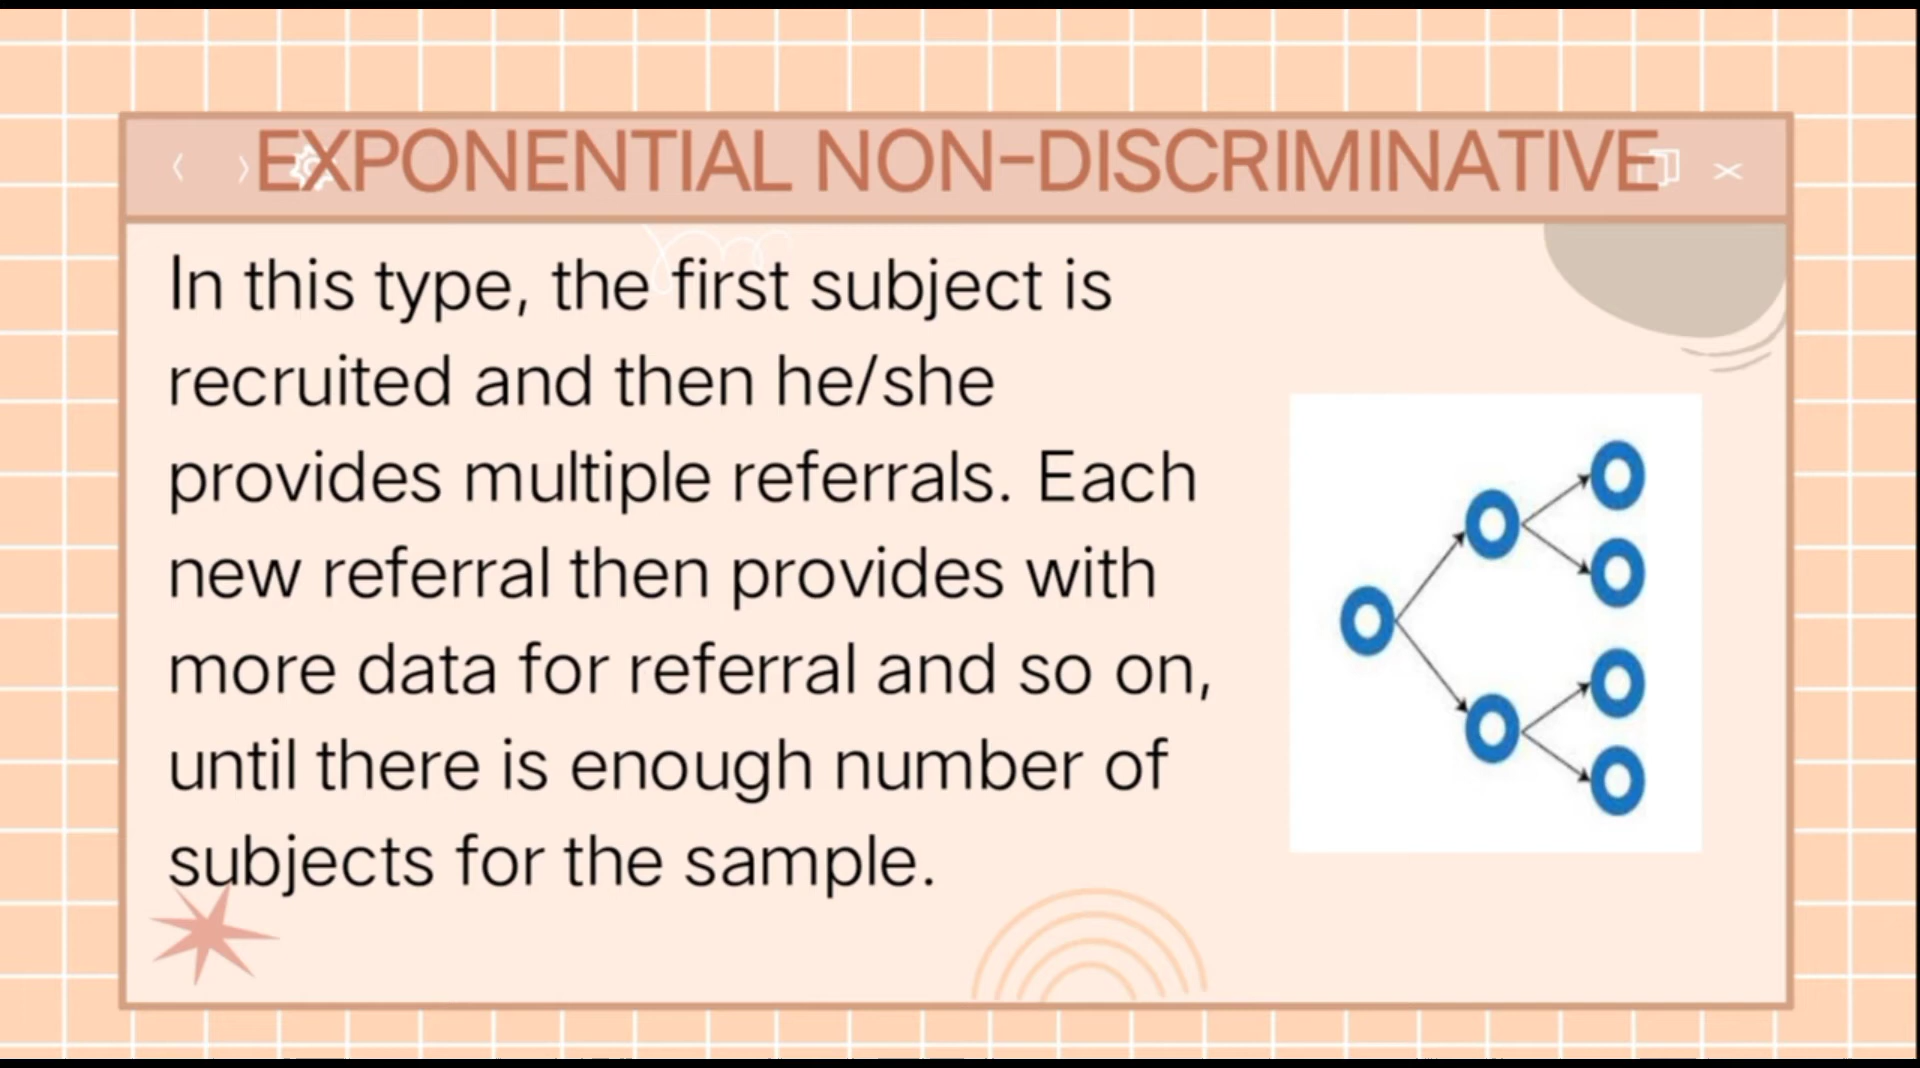 EXPONENTIAL NON-DISCRIMINATIVE
In this type, the first subject is
recruited and then he/she
provides multiple referrals. Each
new referral then provides with
more data for referral and so on,
until there is enough number of
subjects for the sample.